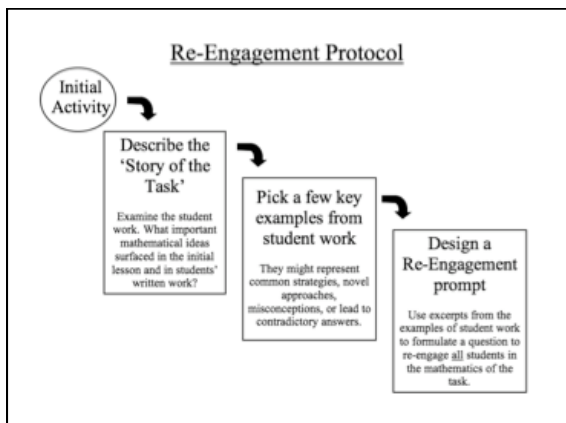 Re-Engagement Protocol
Initial
Activity
Describe the
'Story of the
Task'
Examine the student
work. What important
mathematical ideas
surfaced in the initial
lesson and in students'
written work?
Pick a few key
examples from
student work
They might represent
common strategies, novel
approaches,
misconceptions, or lead to
contradictory answers.
Design a
Re-Engagement
prompt
Use excerpts from the
examples of student work
to formulate a question to
re-engage all students in
the mathematics of the
task.